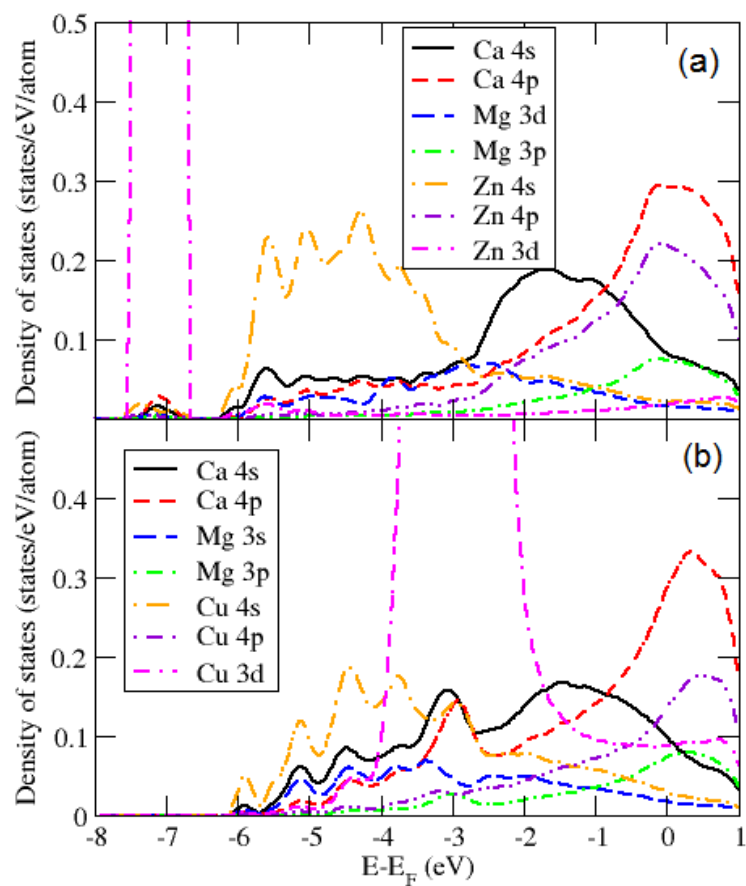 0.5
(a)
Ca 4s
Ca 4p
Mg 3d
Mg 3p
Zn 4s
Zn 4p
Zn 3d
0.4
0.3
0.2
0.1
Density of states (states/eV/atom)
(b)
Ca 4s
Ca 4p
Mg 3s
Mg 3p
Cu 4s
Cu 4p
Cu 3d
0.4
0.3
0.2
0.1
0
Density of states (states/eV/atom)
-8 -7 -6 -5 -4 -3 -2 -1 0 1
E-E_F (eV)